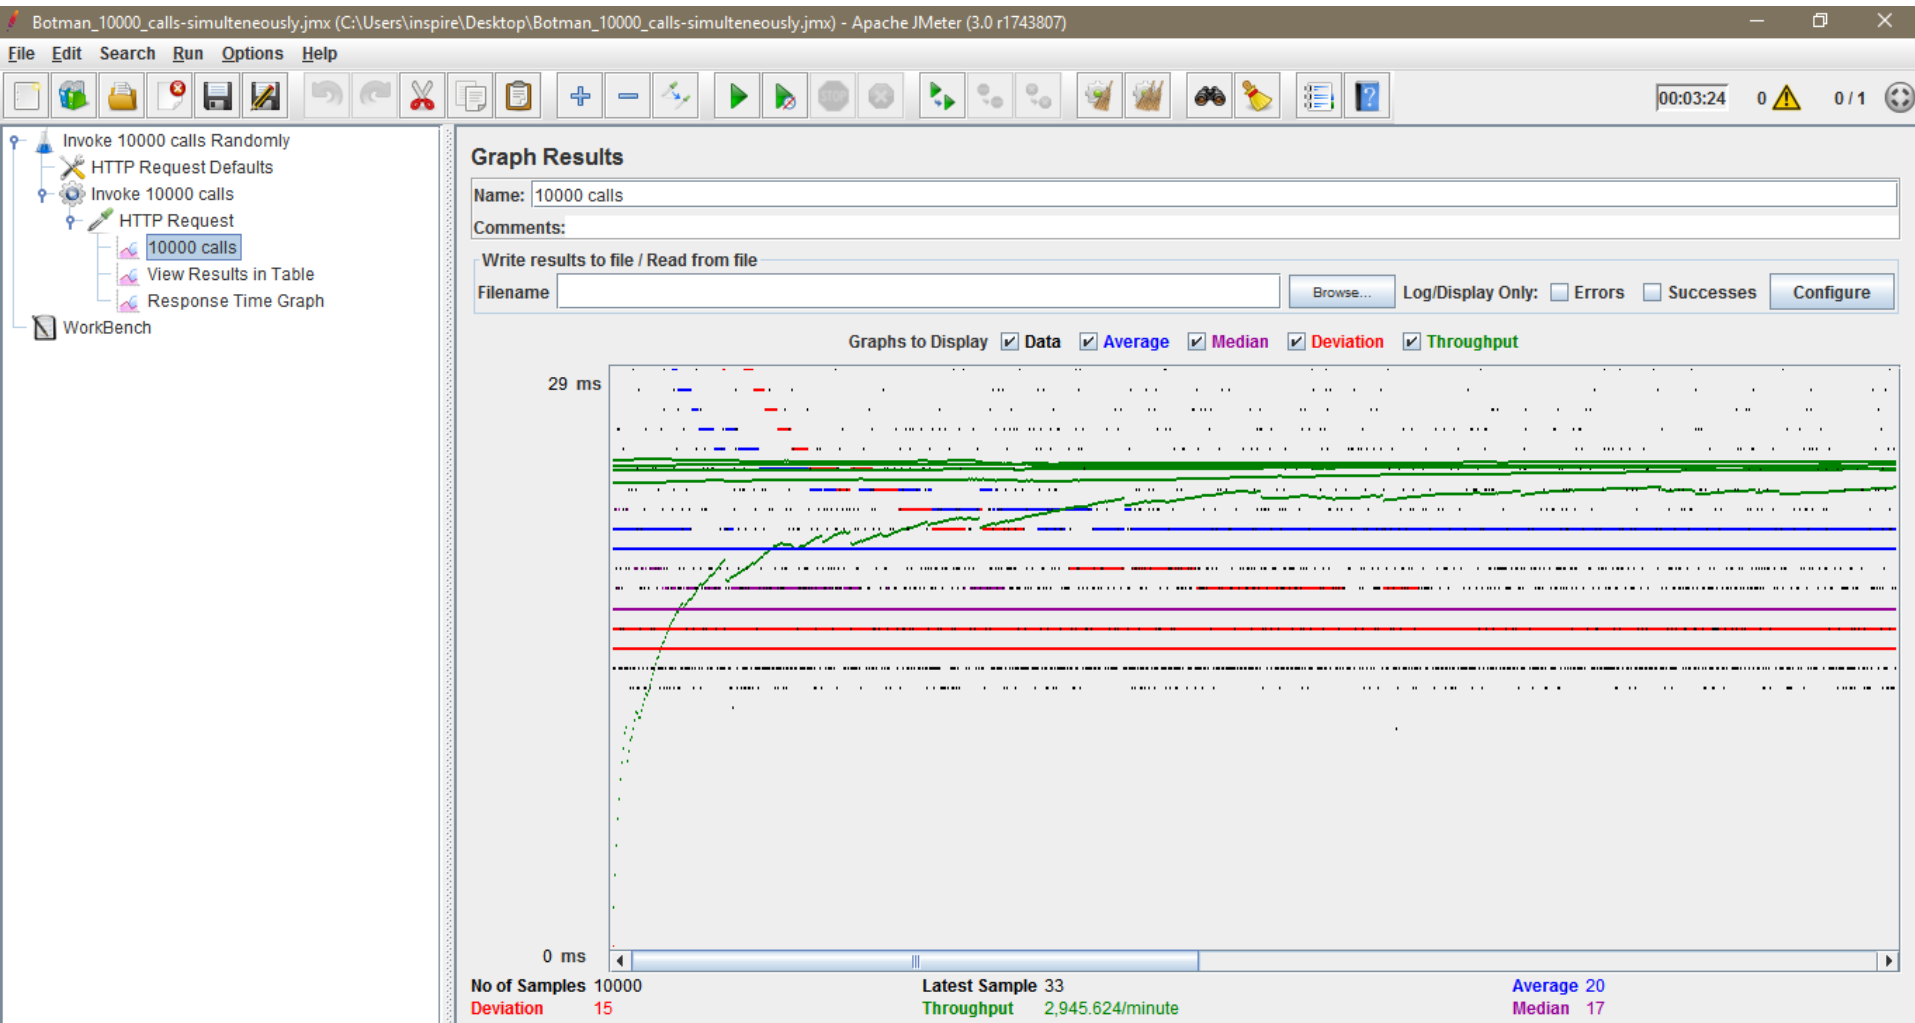 Botman_10000_calls-simulteneously.jmx (C:\Users\inspire\Desktop\Botman_10000_calls-simulteneously.jmx) - Apache JMeter (3.0 r1743807)
File Edit Search Run Options Help
STOP 00:03:24 0 0 / 1
Invoke 10000 calls Randomly
HTTP Request Defaults
Invoke 10000 calls
HTTP Request
10000 calls
View Results in Table
Response Time Graph
WorkBench
Graph Results
Name: 10000 calls
Comments:
Write results to file / Read from file
Filename Browse... Log/Display Only: Errors Successes Configure
Graphs to Display Data Average Median Deviation Throughput
29 ms
0 ms
No of Samples 10000 Latest Sample 33 Average 20
Deviation 15 Throughput 2,945.624/minute Median 17